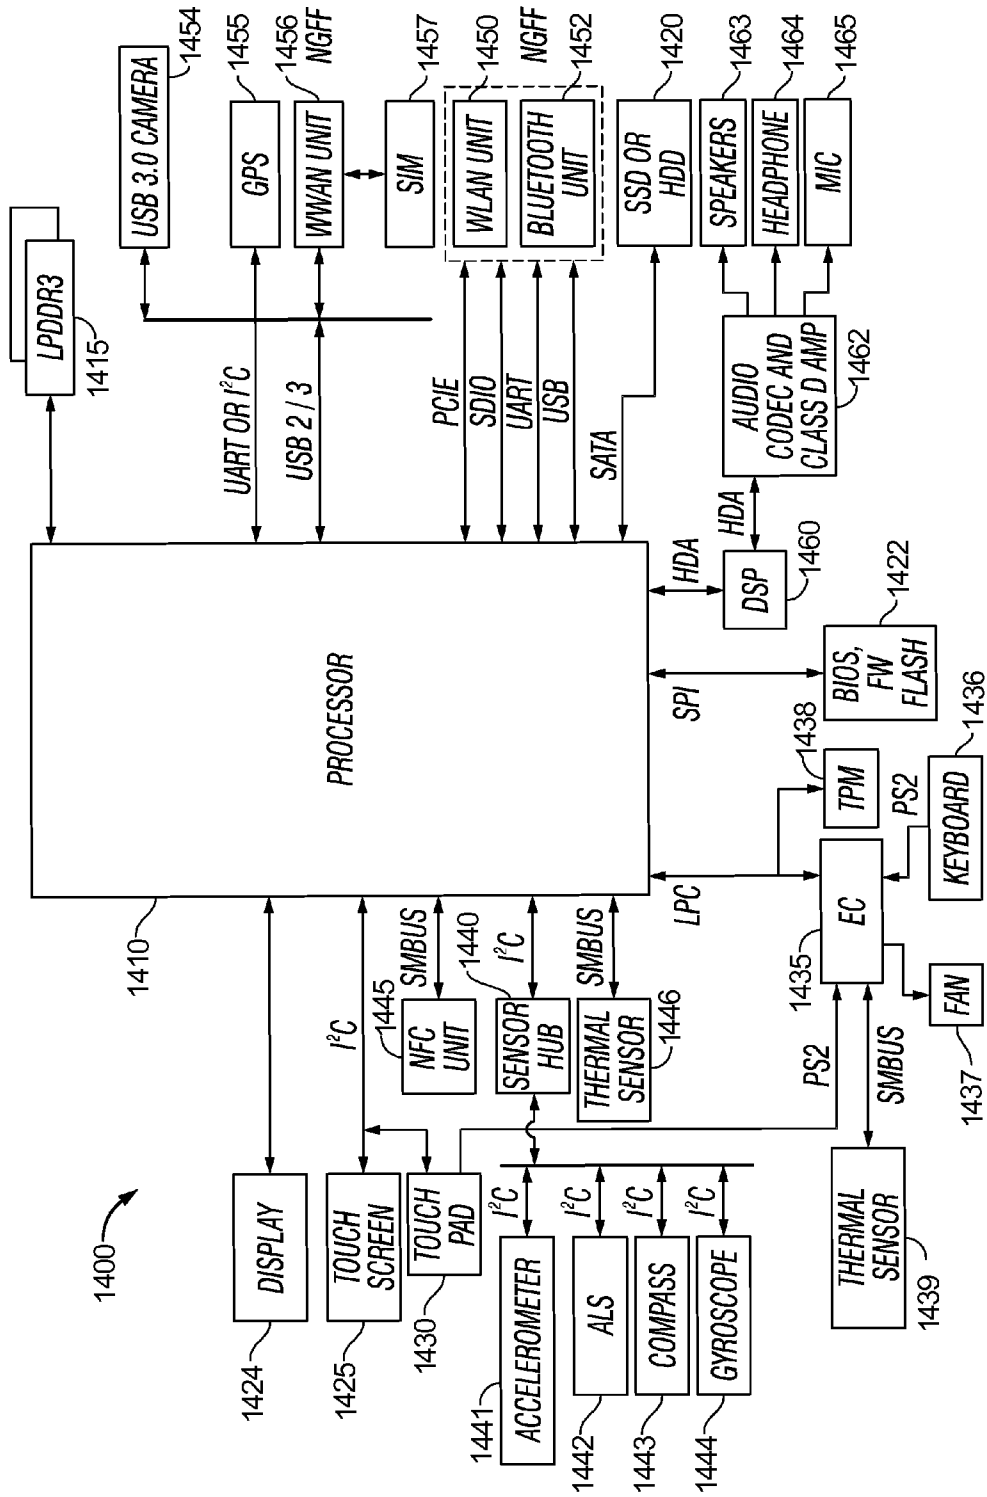 1400
LPDDR3
1415
USB 3.0 CAMERA
1454
GPS
1455
UART OR I²C
WWAN UNIT
1456
NGFF
USB 2 / 3
SIM
1457
WLAN UNIT
1450
BLUETOOTH
UNIT
1452
NGFF
PCIE
SDIO
UART
USB
SSD OR
HDD
1420
SATA
SPEAKERS
1463
HEADPHONE
1464
MIC
1465
AUDIO
CODEC AND
CLASS D AMP
1462
HDA
DSP
1460
HDA
PROCESSOR
1410
SPI
BIOS,
FW
FLASH
1422
LPC
TPM
1438
EC
1435
PS2
KEYBOARD
1436
FAN
1437
PS2
SMBUS
THERMAL
SENSOR
1439
DISPLAY
1424
TOUCH
SCREEN
1425
I²C
TOUCH
PAD
1430
NFC
UNIT
1445
SMBUS
SENSOR
HUB
1440
I²C
THERMAL
SENSOR
1446
SMBUS
ACCELEROMETER
1441
I²C
ALS
1442
I²C
COMPASS
1443
I²C
GYROSCOPE
1444
I²C